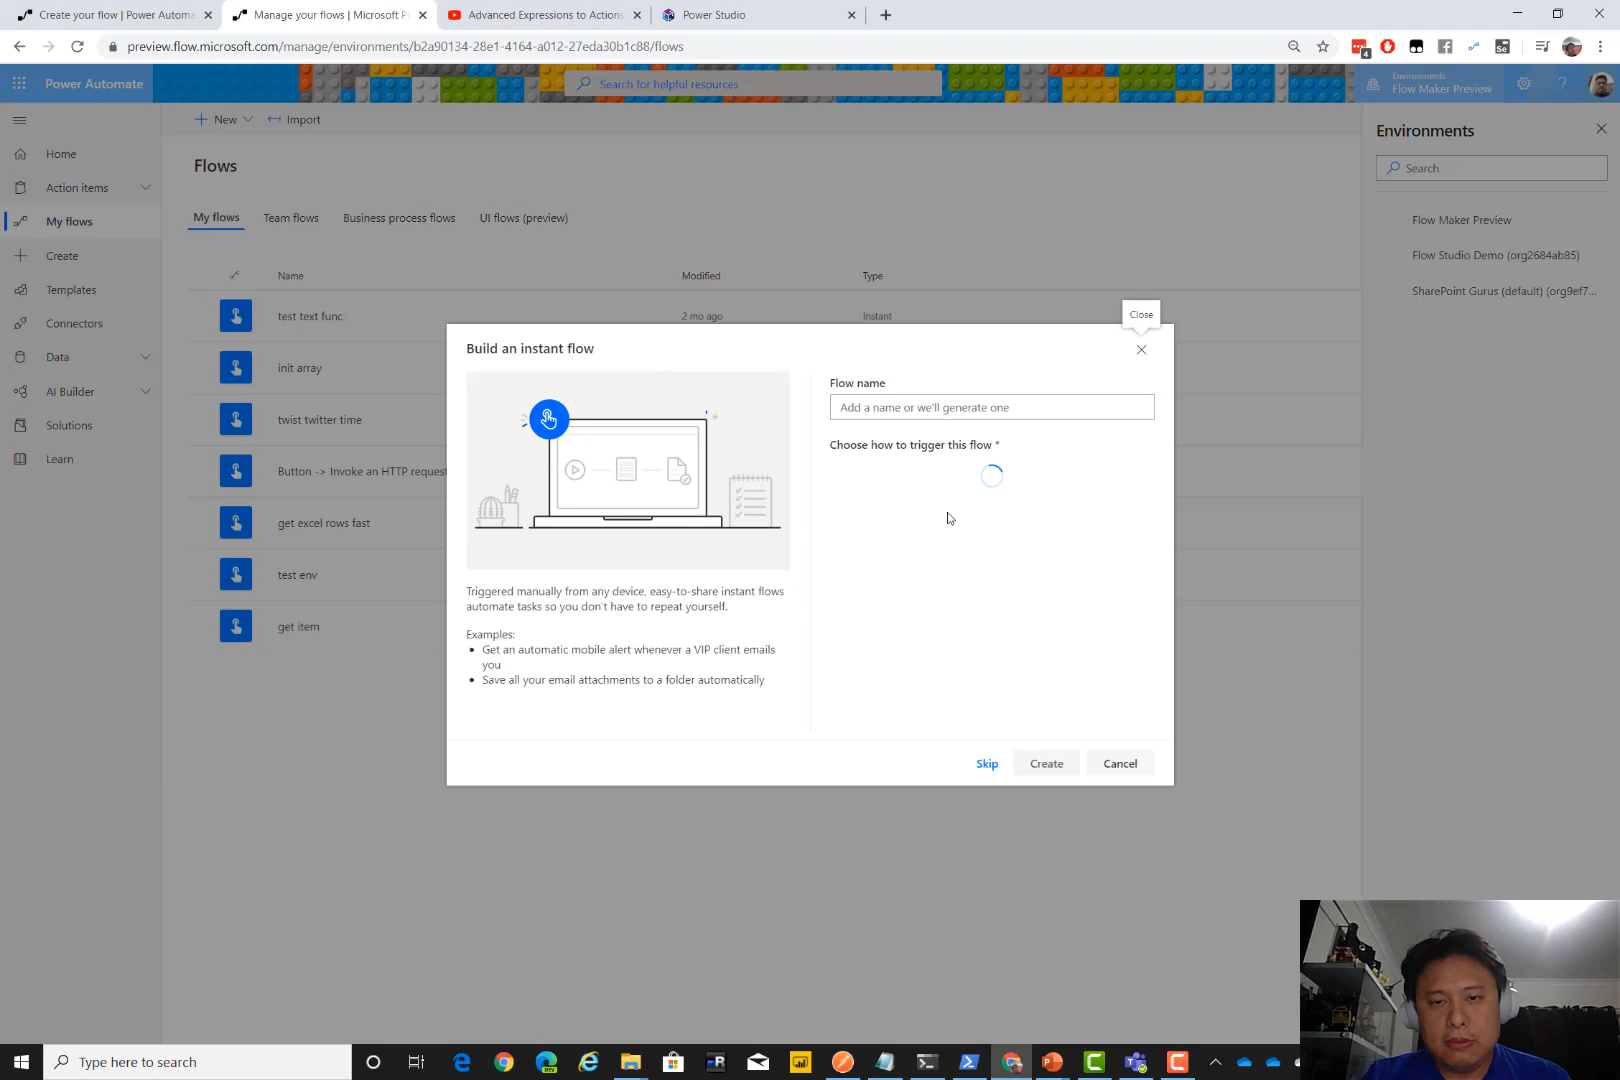 Create your flow | Power Automa
Manage your flows | Microsoft P
Advanced Expressions to Actions
Power Studio
preview.flow.microsoft.com/manage/environments/b2a90134-28e1-4164-a012-27eda30b1c88/flows
4
Power Automate
Search for helpful resources
Environments
Flow Maker Preview
?
New
Import
Environments
Search
Flow Maker Preview
Flow Studio Demo (org2684ab85)
SharePoint Gurus (default) (org9ef7...
Home
Action items
My flows
Create
Templates
Connectors
Data
AI Builder
Solutions
Learn
Flows
My flows
Team flows
Business process flows
UI flows (preview)
Name
Modified
Type
test text func
2 mo ago
Instant
init array
twist twitter time
Button -> Invoke an HTTP request
get excel rows fast
test env
get item
Close
Build an instant flow
Triggered manually from any device, easy-to-share instant flows
automate tasks so you don't have to repeat yourself.
Examples:
Get an automatic mobile alert whenever a VIP client emails
you
Save all your email attachments to a folder automatically
Flow name
Add a name or we'll generate one
Choose how to trigger this flow *
Skip
Create
Cancel
Type here to search